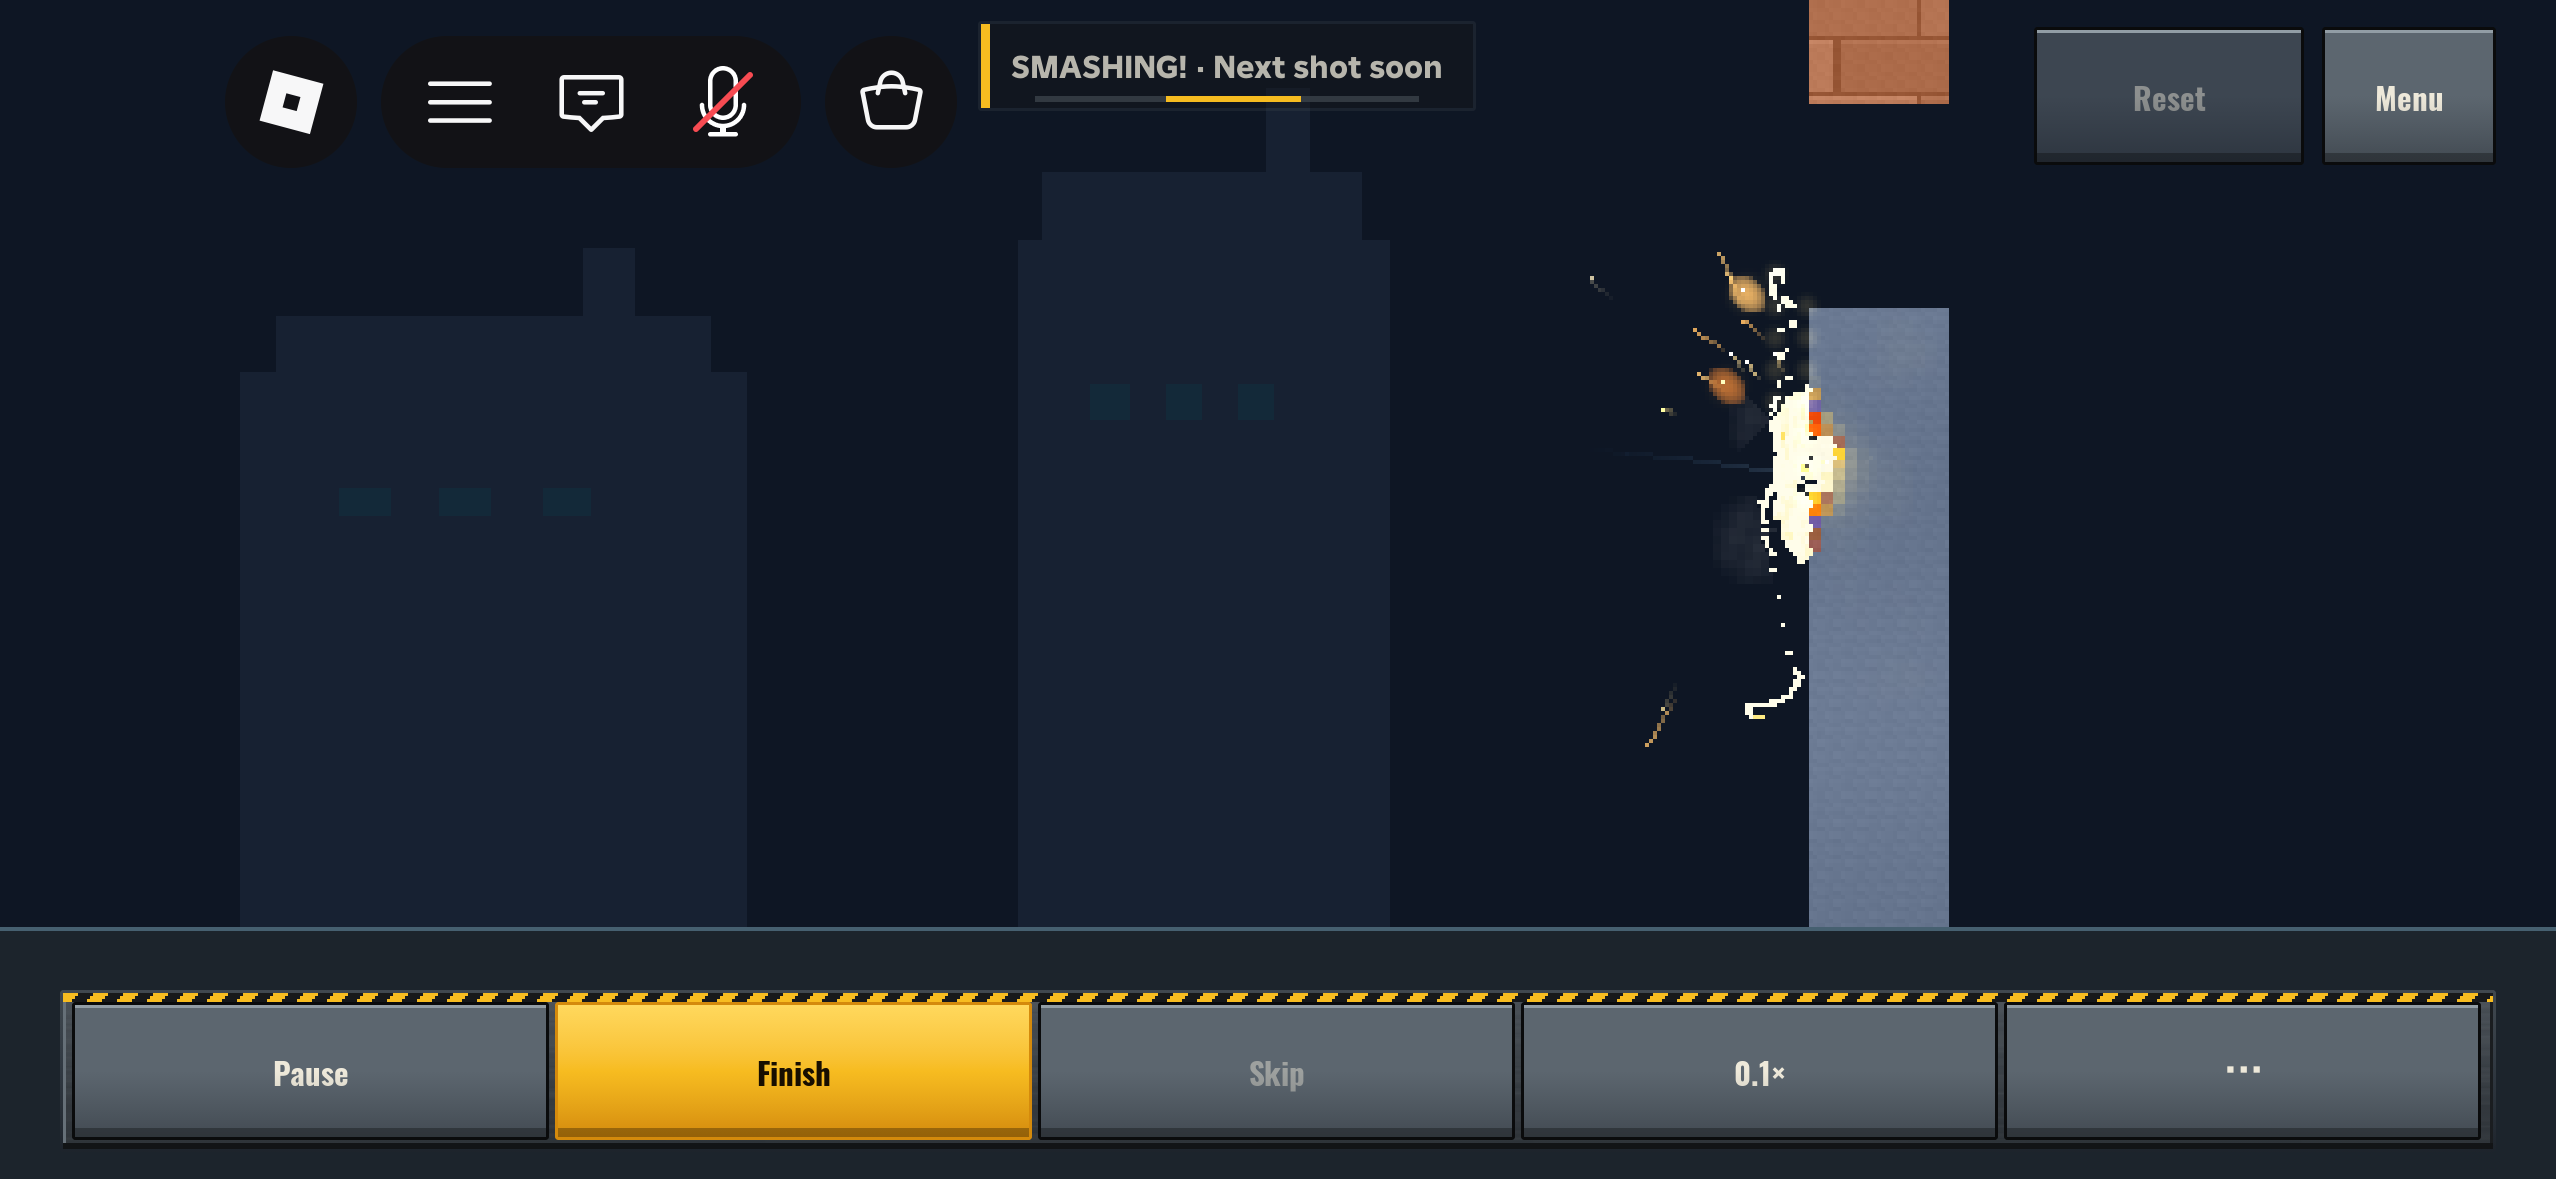 SMASHING! · Next shot soon
Reset
Menu
Pause
Finish
Skip
0.1×
...